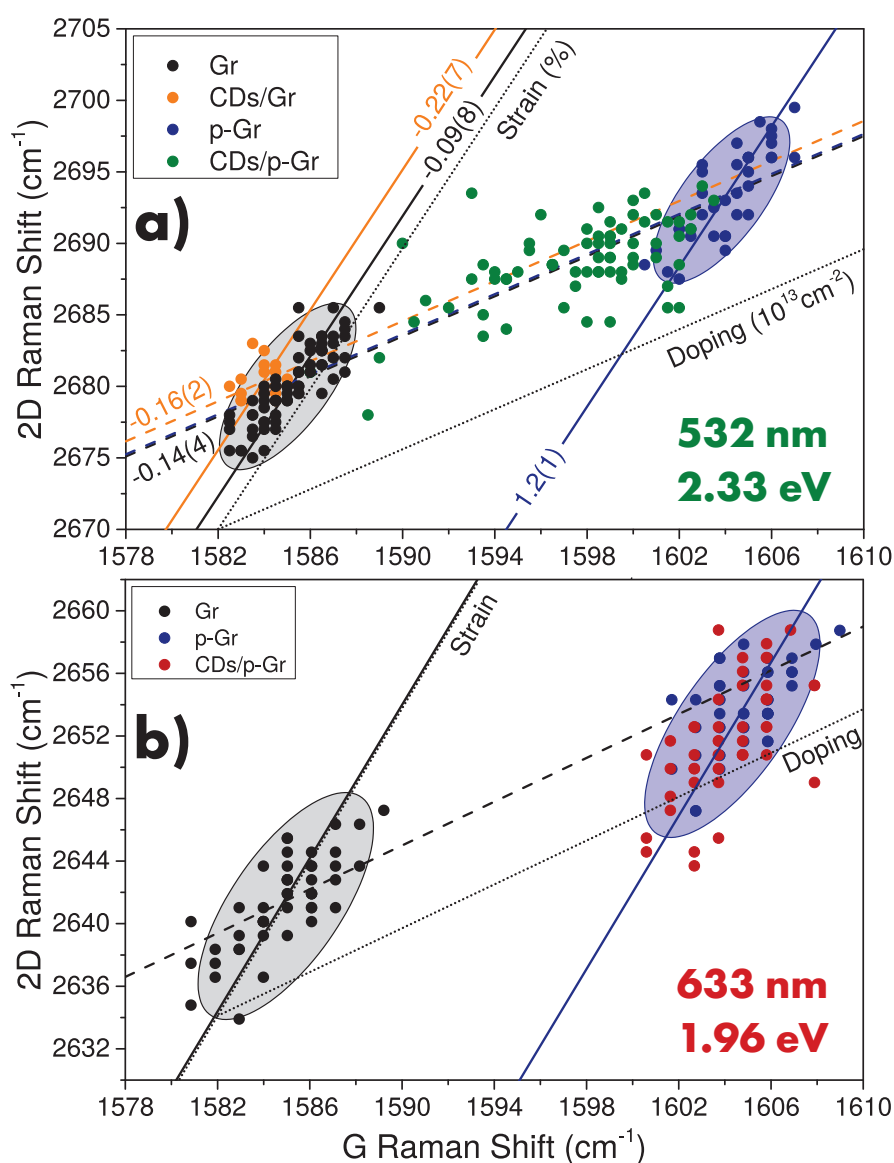 2705
2700
2695
2690
2685
2680
2675
2670
2D Raman Shift (cm⁻¹)
Gr
CDs/Gr
p-Gr
CDs/p-Gr
a)
-0.22(7)
-0.09(8)
Strain (%)
-0.16(2)
-0.14(4)
1.2(1)
Doping (10¹³cm⁻²)
532 nm
2.33 eV
1578 1582 1586 1590 1594 1598 1602 1606 1610
2660
2656
2652
2648
2644
2640
2636
2632
2D Raman Shift (cm⁻¹)
Gr
p-Gr
CDs/p-Gr
b)
Strain
Doping
633 nm
1.96 eV
1578 1582 1586 1590 1594 1598 1602 1606 1610
G Raman Shift (cm⁻¹)